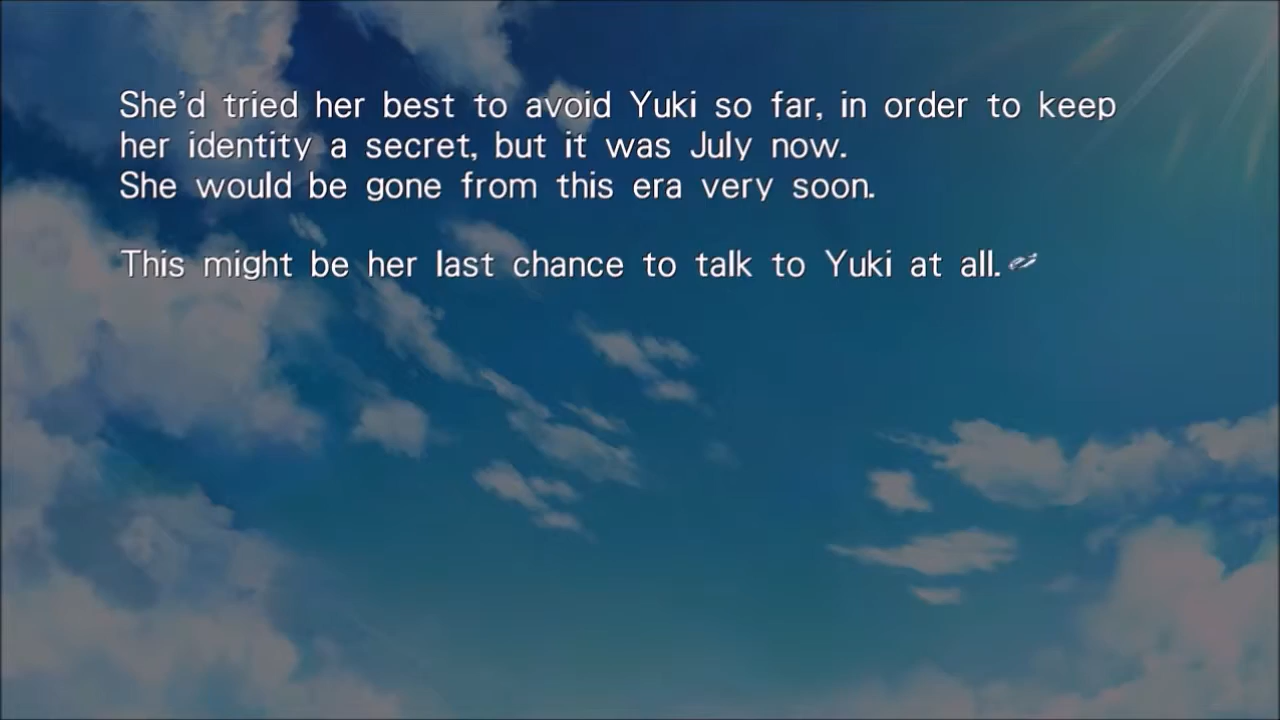 She’d tried her best to avoid Yuki so far, in order to keep
her identity a secret, but it was July now.
She would be gone from this era very soon.
This might be her last chance to talk to Yuki at all.